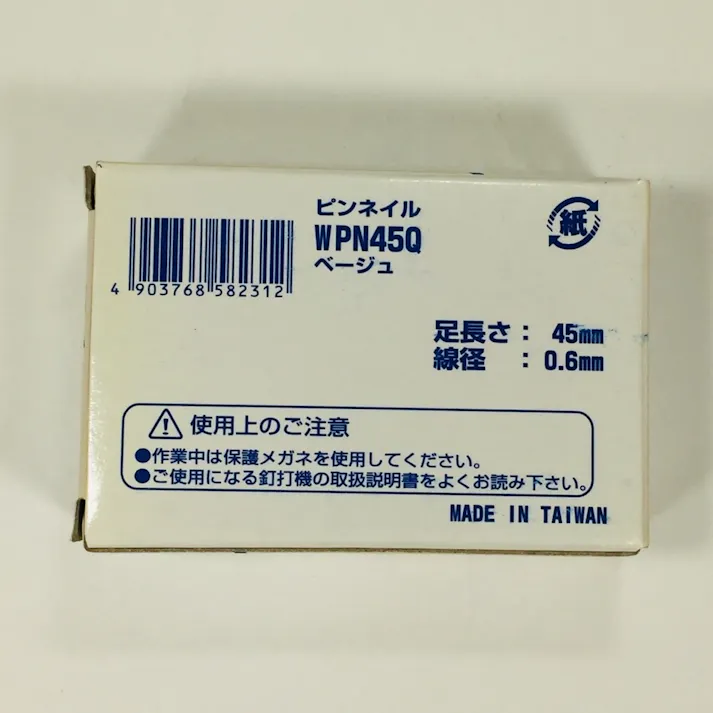 ピンネイル
WPN45Q
ベージュ
4 903768 582312
紙
足長さ： 45mm
線径 ： 0.6mm
使用上のご注意
●作業中は保護メガネを使用してください。
●ご使用になる釘打機の取扱説明書をよくお読み下さい。
MADE IN TAIWAN